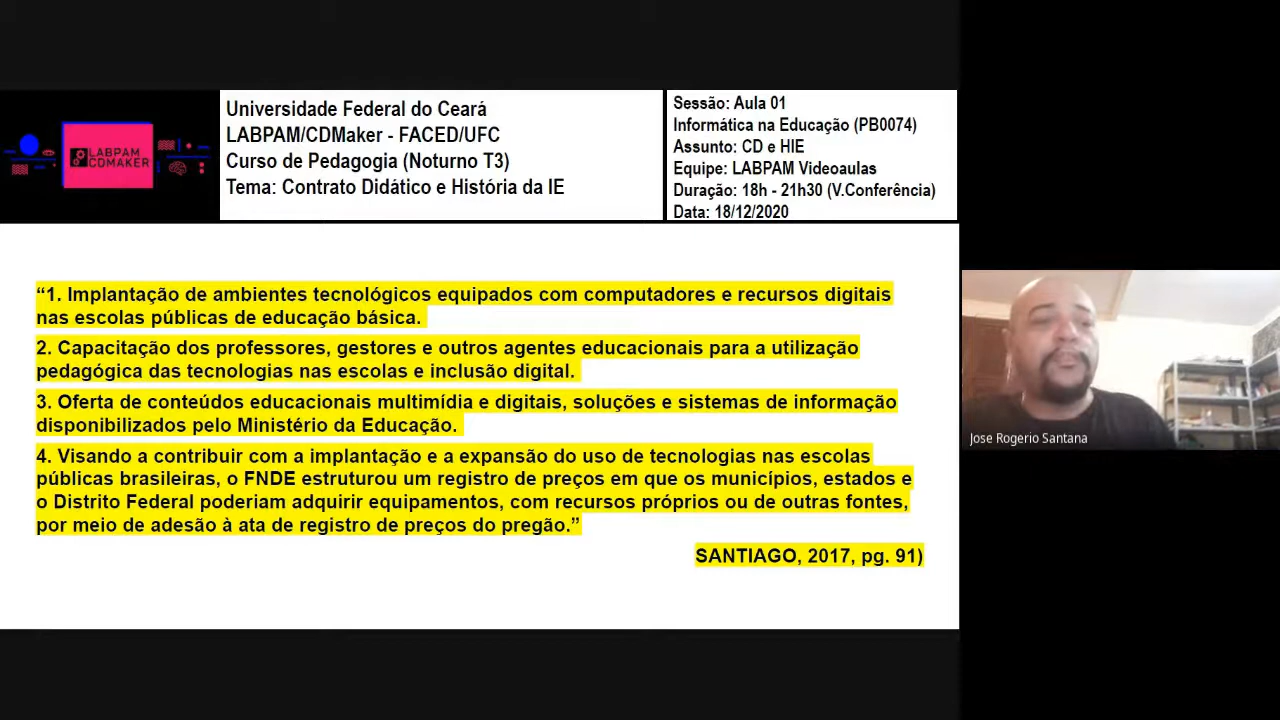 LABPAM
CDMAKER
Universidade Federal do Ceará
LABPAM/CDMaker - FACED/UFC
Curso de Pedagogia (Noturno T3)
Tema: Contrato Didático e História da IE
Sessão: Aula 01
Informática na Educação (PB0074)
Assunto: CD e HIE
Equipe: LABPAM Videoaulas
Duração: 18h - 21h30 (V.Conferência)
Data: 18/12/2020
“1. Implantação de ambientes tecnológicos equipados com computadores e recursos digitais
nas escolas públicas de educação básica.
2. Capacitação dos professores, gestores e outros agentes educacionais para a utilização
pedagógica das tecnologias nas escolas e inclusão digital.
3. Oferta de conteúdos educacionais multimídia e digitais, soluções e sistemas de informação
disponibilizados pelo Ministério da Educação.
4. Visando a contribuir com a implantação e a expansão do uso de tecnologias nas escolas
públicas brasileiras, o FNDE estruturou um registro de preços em que os municípios, estados e
o Distrito Federal poderiam adquirir equipamentos, com recursos próprios ou de outras fontes,
por meio de adesão à ata de registro de preços do pregão.”
SANTIAGO, 2017, pg. 91)
Jose Rogerio Santana